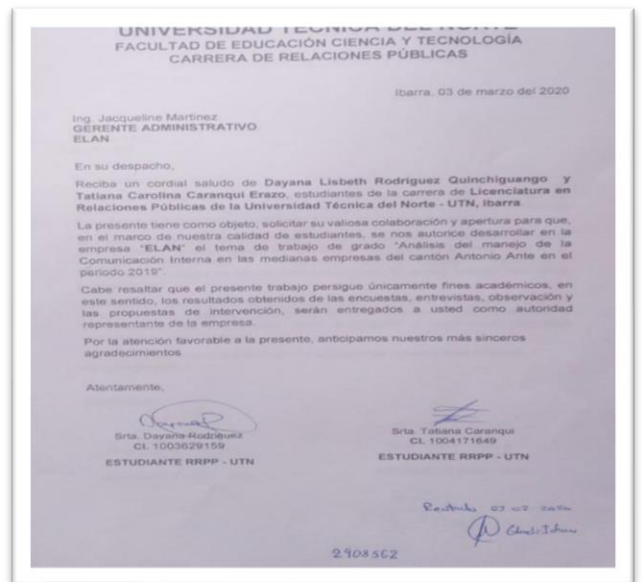 UNIVERSIDAD TÉCNICA DEL NORTE
FACULTAD DE EDUCACIÓN CIENCIA Y TECNOLOGÍA
CARRERA DE RELACIONES PÚBLICAS
Ibarra, 03 de marzo del 2020
Ing. Jacqueline Martinez
GERENTE ADMINISTRATIVO
ELAN
En su despacho,
Reciba un cordial saludo de Dayana Lisbeth Rodriguez Quinchiguango y
Tatiana Carolina Caranqui Erazo, estudiantes de la carrera de Licenciatura en
Relaciones Públicas de la Universidad Técnica del Norte - UTN, Ibarra.
La presente tiene como objeto, solicitar su valiosa colaboración y apertura para que,
en el marco de nuestra calidad de estudiantes, se nos autorice desarrollar en la
empresa "ELAN" el tema de trabajo de grado "Análisis del manejo de la
Comunicación Interna en las medianas empresas del cantón Antonio Ante en el
periodo 2019".
Cabe resaltar que el presente trabajo persigue únicamente fines académicos, en
este sentido, los resultados obtenidos de las encuestas, entrevistas, observación y
las propuestas de intervención, serán entregados a usted como autoridad
representante de la empresa.
Por la atención favorable a la presente, anticipamos nuestros más sinceros
agradecimientos
Atentamente,
Srta. Dayana Rodriguez
CI. 1003629159
ESTUDIANTE RRPP - UTN
Srta. Tatiana Caranqui
CI. 1004171649
ESTUDIANTE RRPP - UTN
2908562